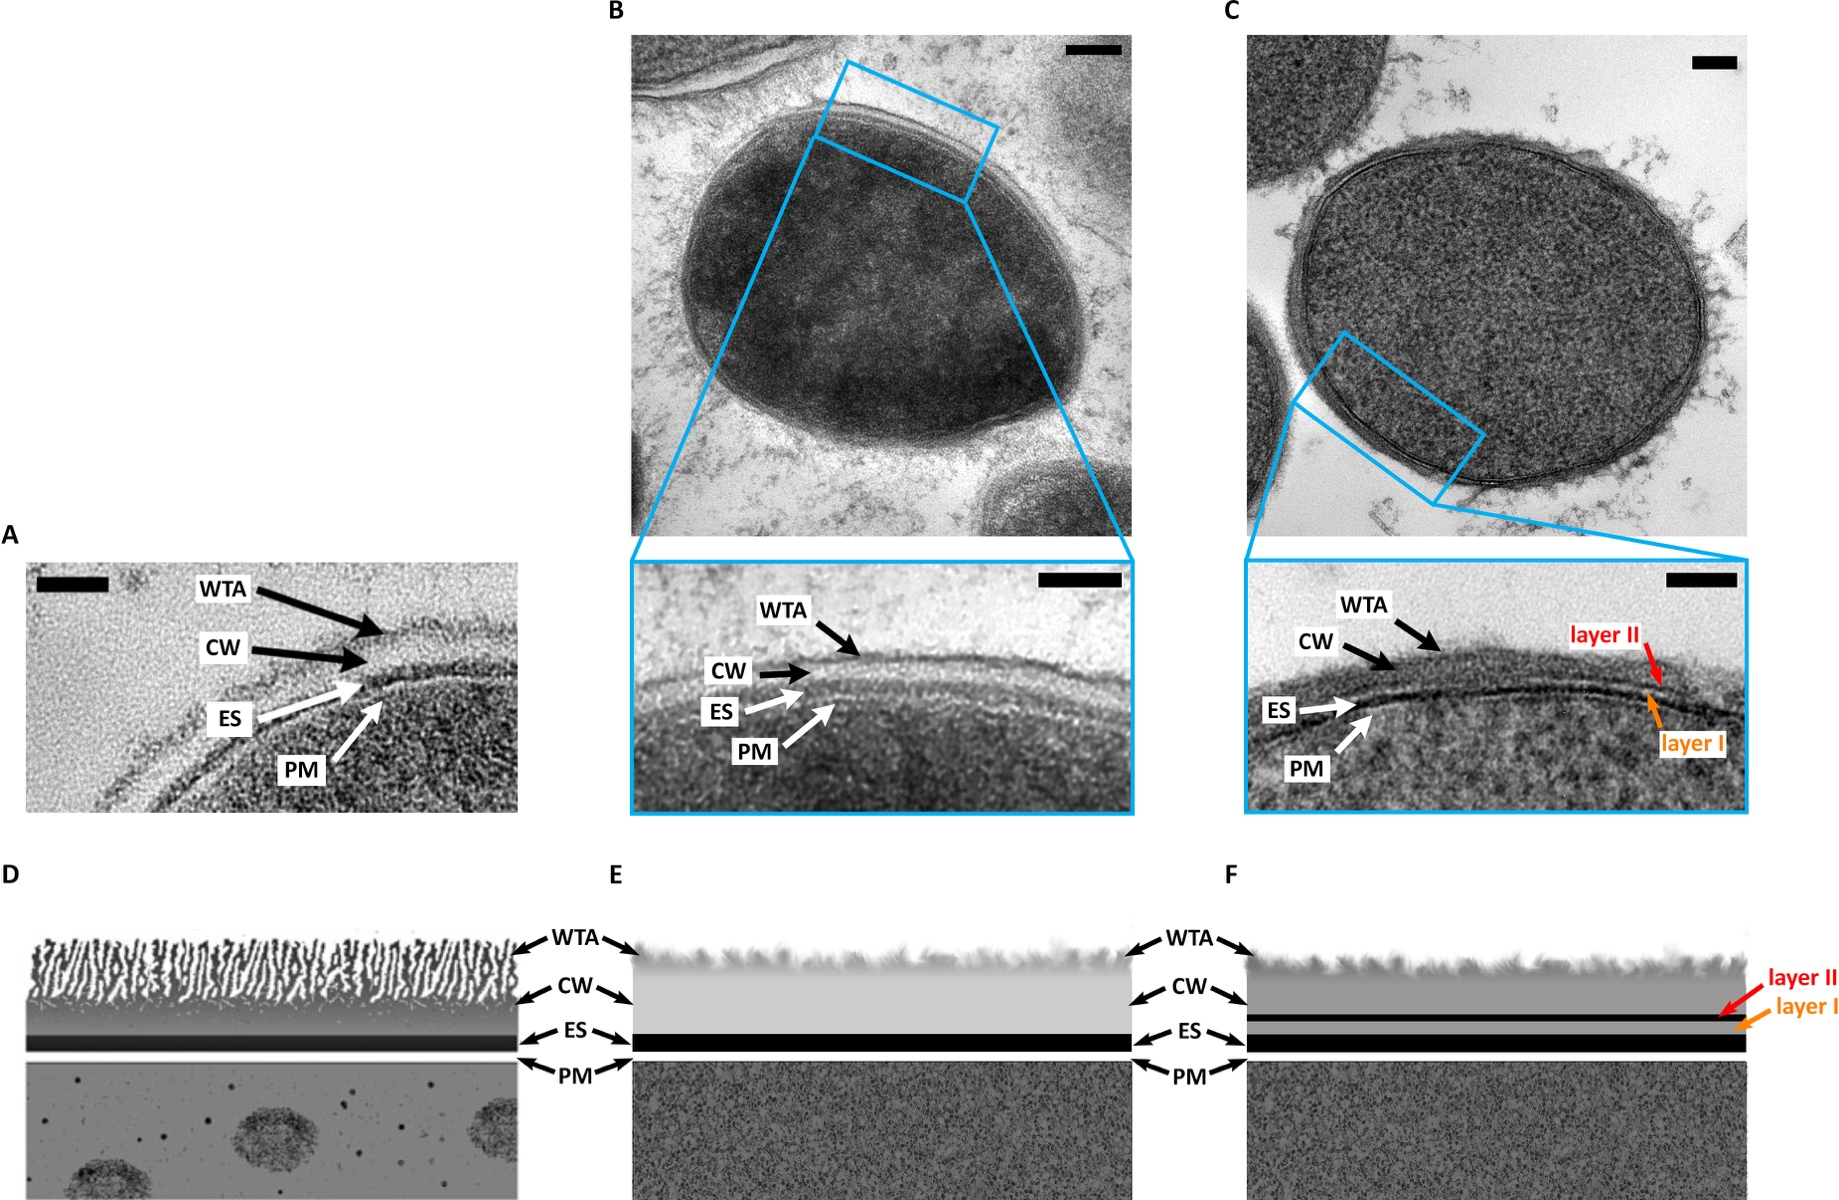 B
C
A
WTA
CW
ES
PM
WTA
CW
ES
PM
WTA
CW
ES
PM
layer II
layer I
D
E
F
WTA
CW
ES
PM
WTA
CW
ES
PM
layer II
layer I